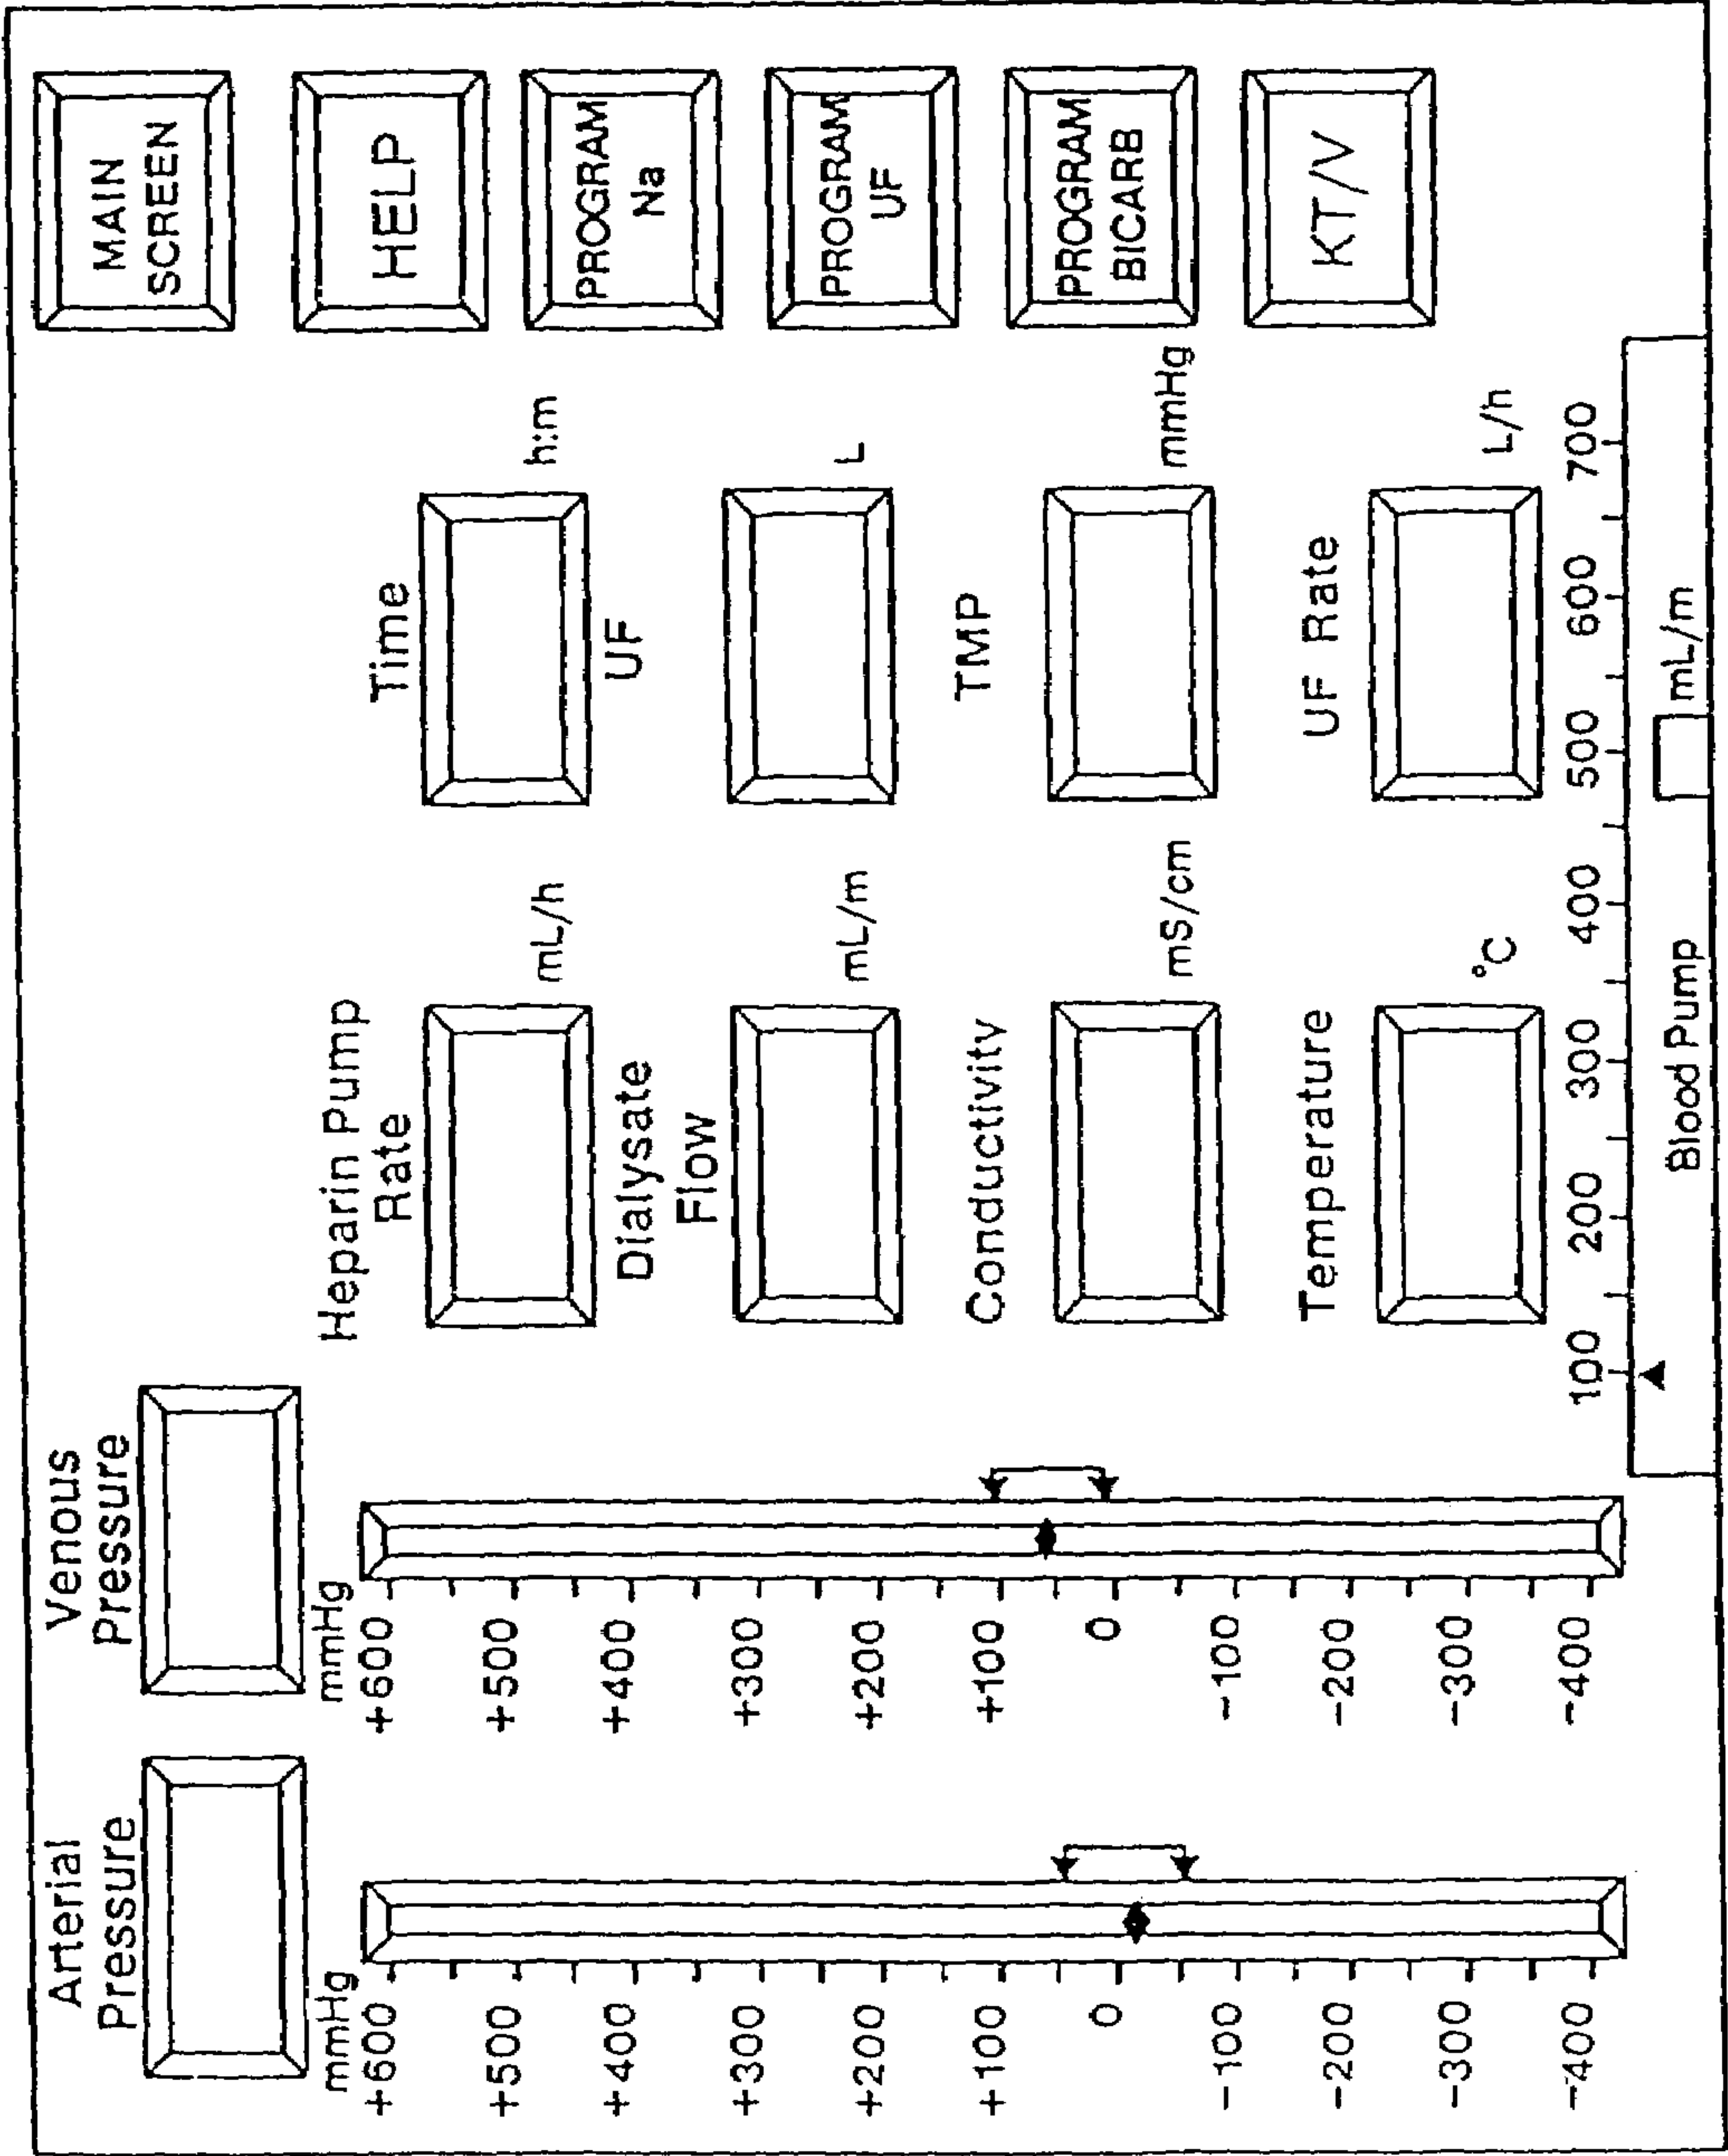 Arterial
Pressure
mmHg
+600
+500
+400
+300
+200
+100
0
-100
-200
-300
-400
Venous
Pressure
mmHg
+600
+500
+400
+300
+200
+100
0
-100
-200
-300
-400
Heparin Pump
Rate
mL/h
Dialysate
Flow
mL/m
Conductivity
mS/cm
Temperature
°C
Time
h:m
UF
L
TMP
mmHg
UF Rate
L/h
100 200 300 400 500 600 700
Blood Pump mL/m
MAIN
SCREEN
HELP
PROGRAM
Na
PROGRAM
UF
PROGRAM
BICARB
KT/V